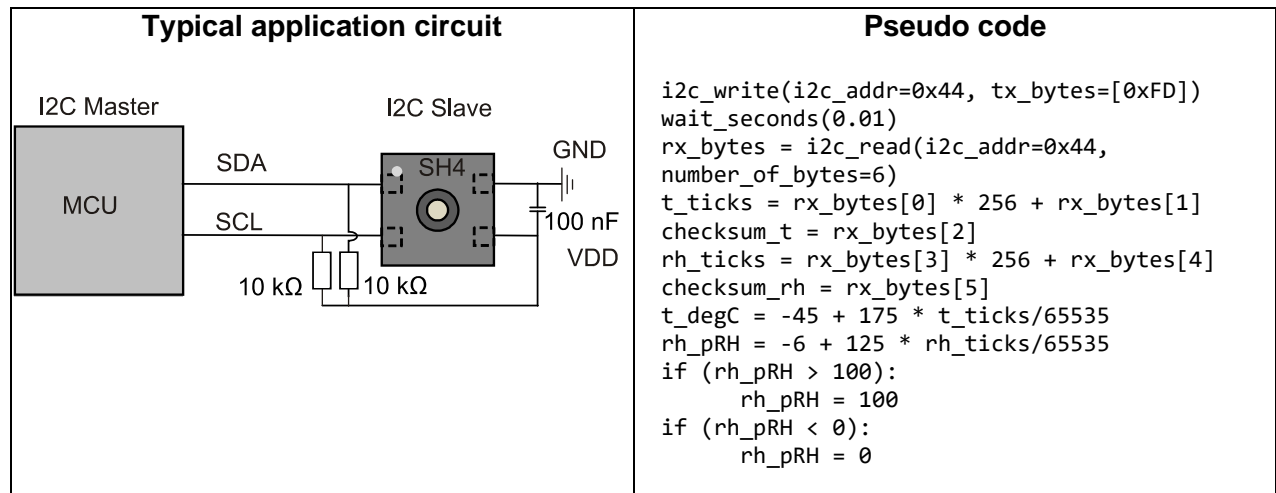 Typical application circuit
I2C Master
I2C Slave
MCU
SDA
SCL
SH4
GND
100 nF
VDD
10 kΩ
10 kΩ
Pseudo code
i2c_write(i2c_addr=0x44, tx_bytes=[0xFD])
wait_seconds(0.01)
rx_bytes = i2c_read(i2c_addr=0x44,
number_of_bytes=6)
t_ticks = rx_bytes[0] * 256 + rx_bytes[1]
checksum_t = rx_bytes[2]
rh_ticks = rx_bytes[3] * 256 + rx_bytes[4]
checksum_rh = rx_bytes[5]
t_degC = -45 + 175 * t_ticks/65535
rh_pRH = -6 + 125 * rh_ticks/65535
if (rh_pRH > 100):
rh_pRH = 100
if (rh_pRH < 0):
rh_pRH = 0